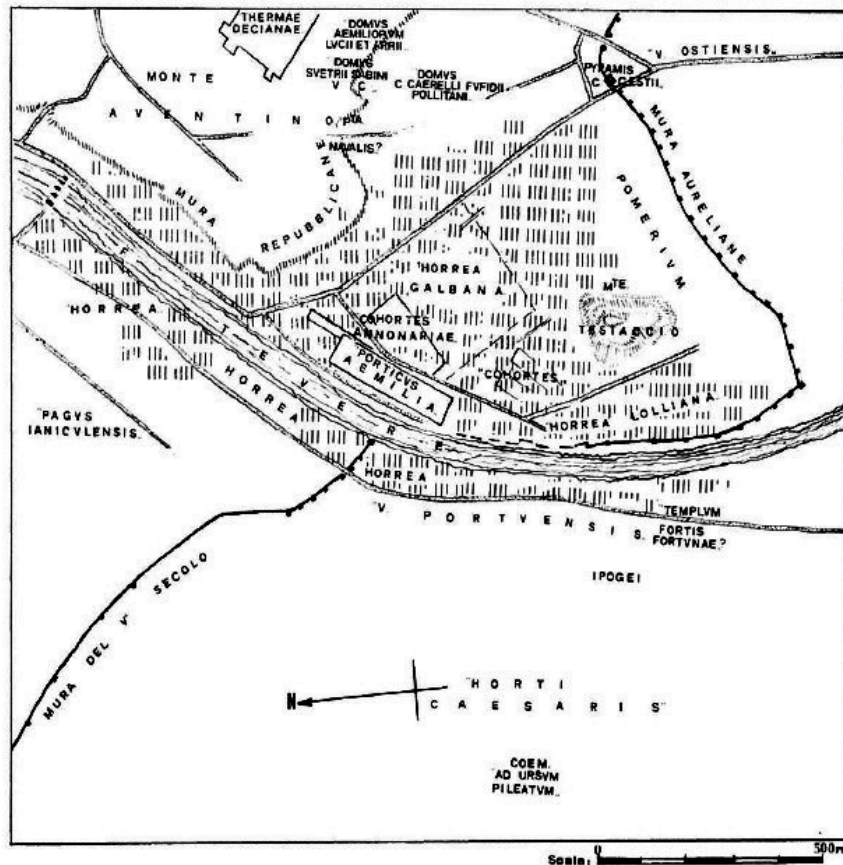 THERMAE
DECIANAE
DOMVS
AEMILIORVM
LVCII ET ARRII
DOMVS
SVETRII SABINI
V C
DOMVS
C. CAERELLI FVFIDII
POLLITANI
V. OSTIENSIS
PYRAMIS
C CESTII
MONTE
AVENTINO
PTA
NAVALIS?
MURA
REPUBBLICANE
MURA AURELIANE
POMERIVM
HORREA
GALBANA
MTE
TESTACCIO
COHORTES
ANNONARIAE
PORTICVS
AEMILIA
"COHORTES"
HORREA LOLLIANA
HORREA
TEVERE
HORREA
HORREA
"PAGVS
IANICVLENSIS"
"V. PORTVENSIS"
TEMPLVM
FORTIS
FORTVNAE?
IPOGEI
MURA DEL V SECOLO
N
"HORTI
CAESARIS"
COEM.
"AD URSVM
PILEATVM"
Scala:
0
500m